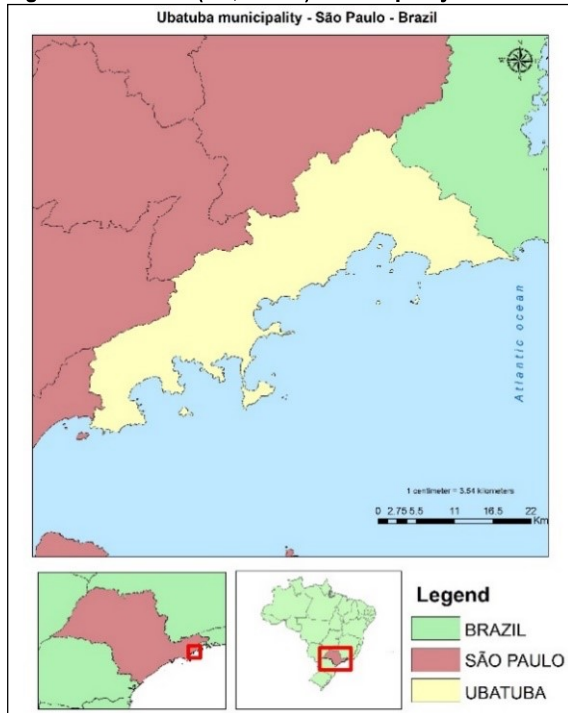 Ubatuba municipality - São Paulo - Brazil
Atlantic ocean
1 centimeter = 3.54 kilometers
0 2.75 5.5 11 16.5 22
Km
Legend
BRAZIL
SÃO PAULO
UBATUBA